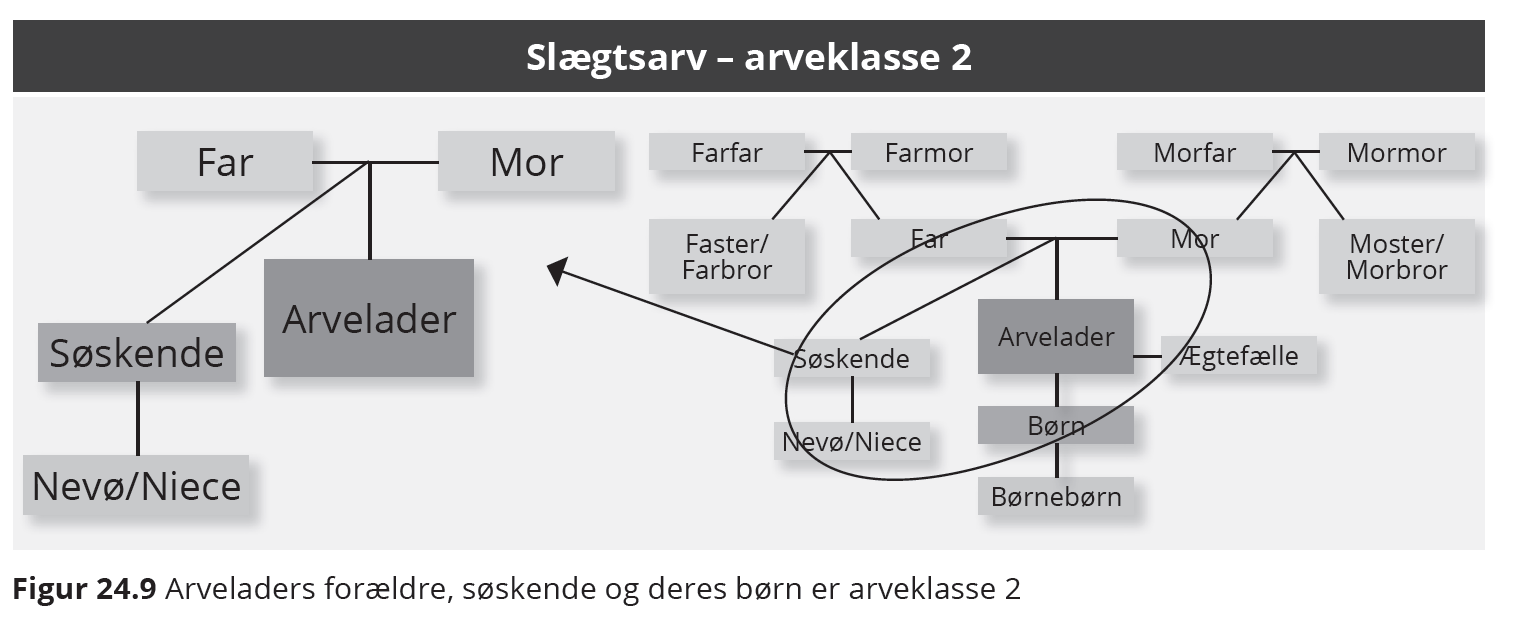 Slægtsarv – arveklasse 2
Far
Mor
Arvelader
Søskende
Nevø/Niece
Farfar
Farmor
Morfar
Mormor
Faster/
Farbror
Far
Mor
Moster/
Morbror
Arvelader
Søskende
Ægtefælle
Børn
Nevø/Niece
Børnebørn
Figur 24.9 Arveladers forældre, søskende og deres børn er arveklasse 2